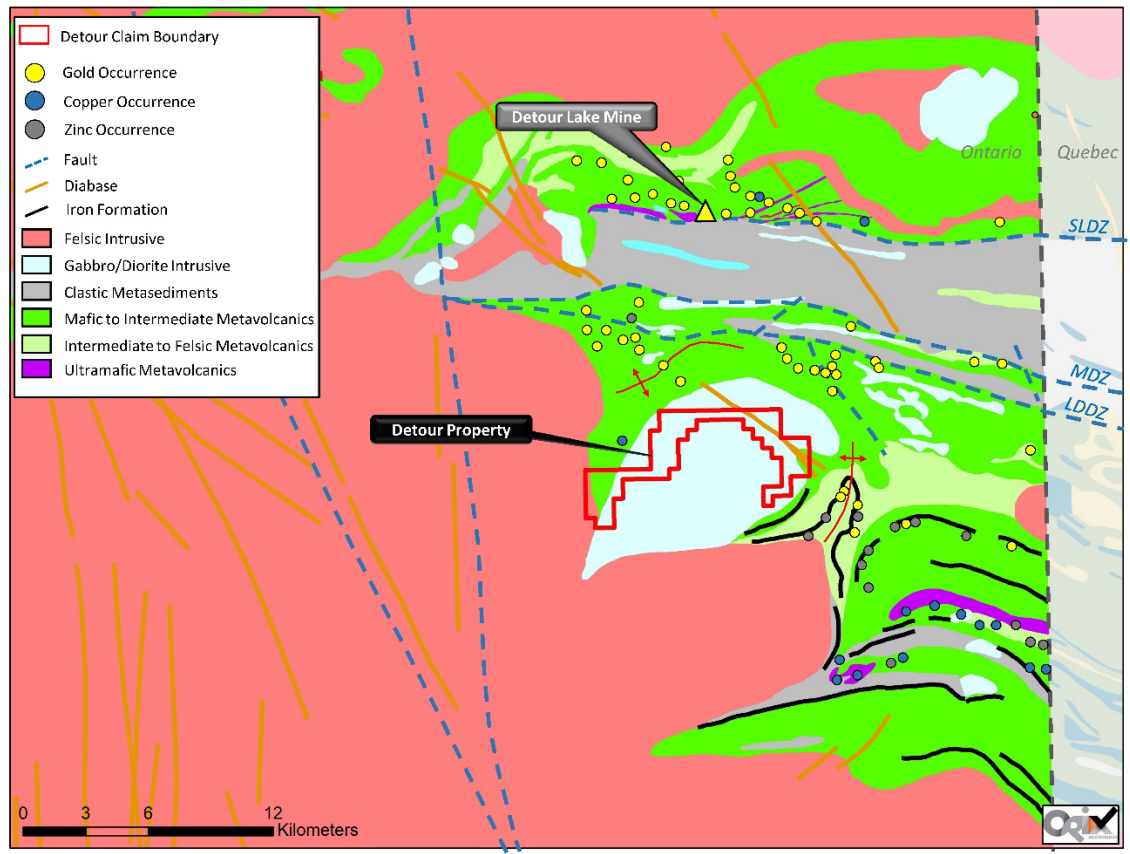 Detour Claim Boundary
Gold Occurrence
Copper Occurrence
Zinc Occurrence
Fault
Diabase
Iron Formation
Felsic Intrusive
Gabbro/Diorite Intrusive
Clastic Metasediments
Mafic to Intermediate Metavolcanics
Intermediate to Felsic Metavolcanics
Ultramafic Metavolcanics
Detour Lake Mine
Ontario
Quebec
SLDZ
MDZ
LDDZ
Detour Property
0 3 6 12
Kilometers
Orix